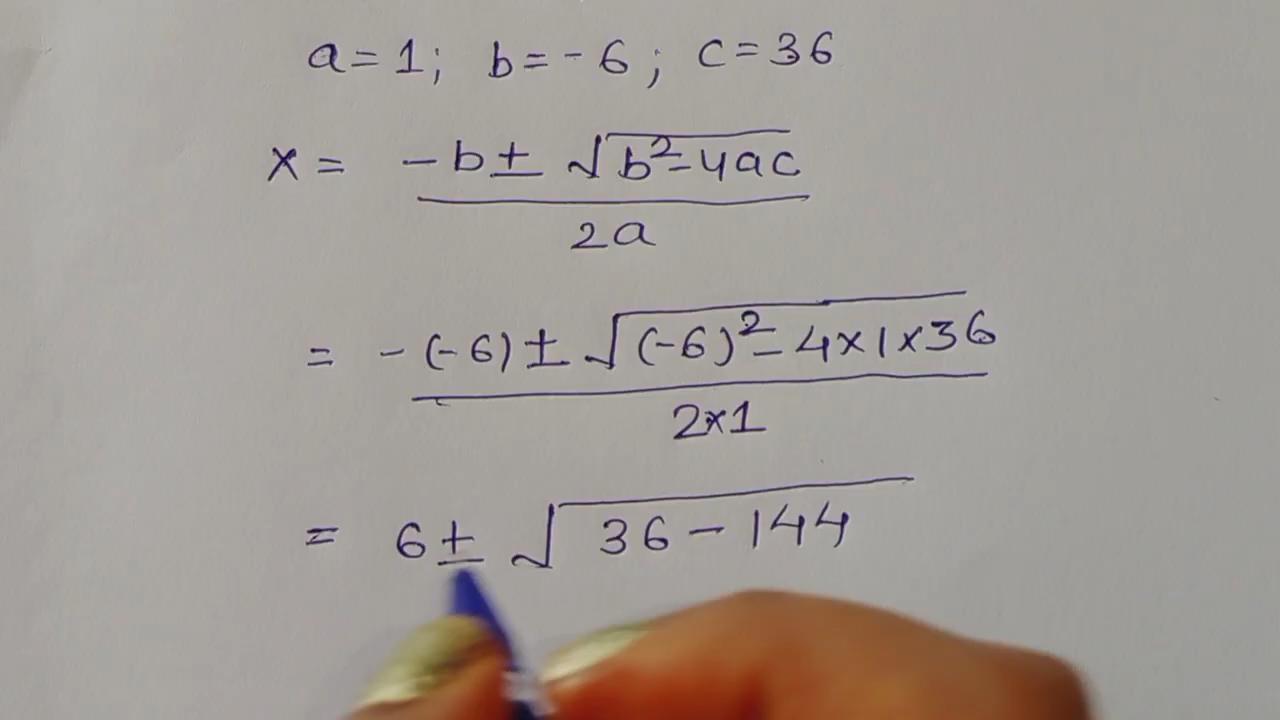 a=1; b=-6; c=36
x= -b± √b²-4ac
2a
= -(-6)± √(-6)²-4×1×36
2×1
= 6± √36-144